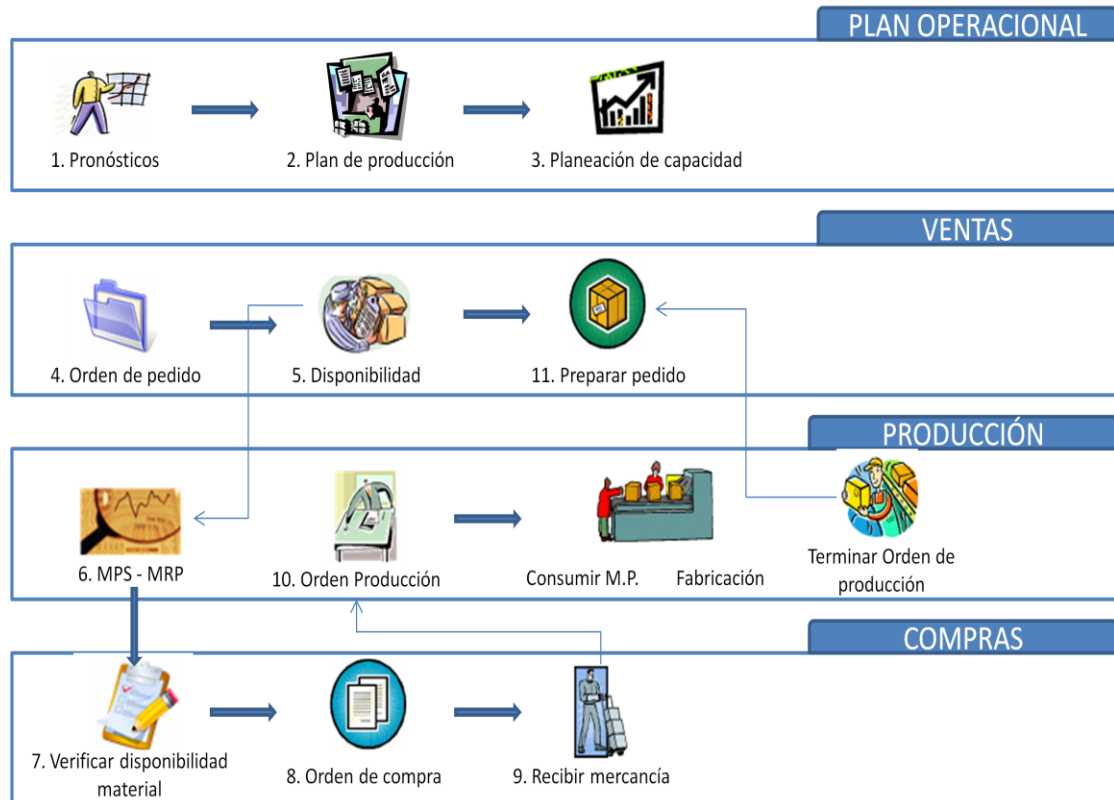 PLAN OPERACIONAL
1. Pronósticos
2. Plan de producción
3. Planeación de capacidad
VENTAS
4. Orden de pedido
5. Disponibilidad
11. Preparar pedido
PRODUCCIÓN
6. MPS - MRP
10. Orden Producción
Consumir M.P.
Fabricación
Terminar Orden de
producción
COMPRAS
7. Verificar disponibilidad
material
8. Orden de compra
9. Recibir mercancía